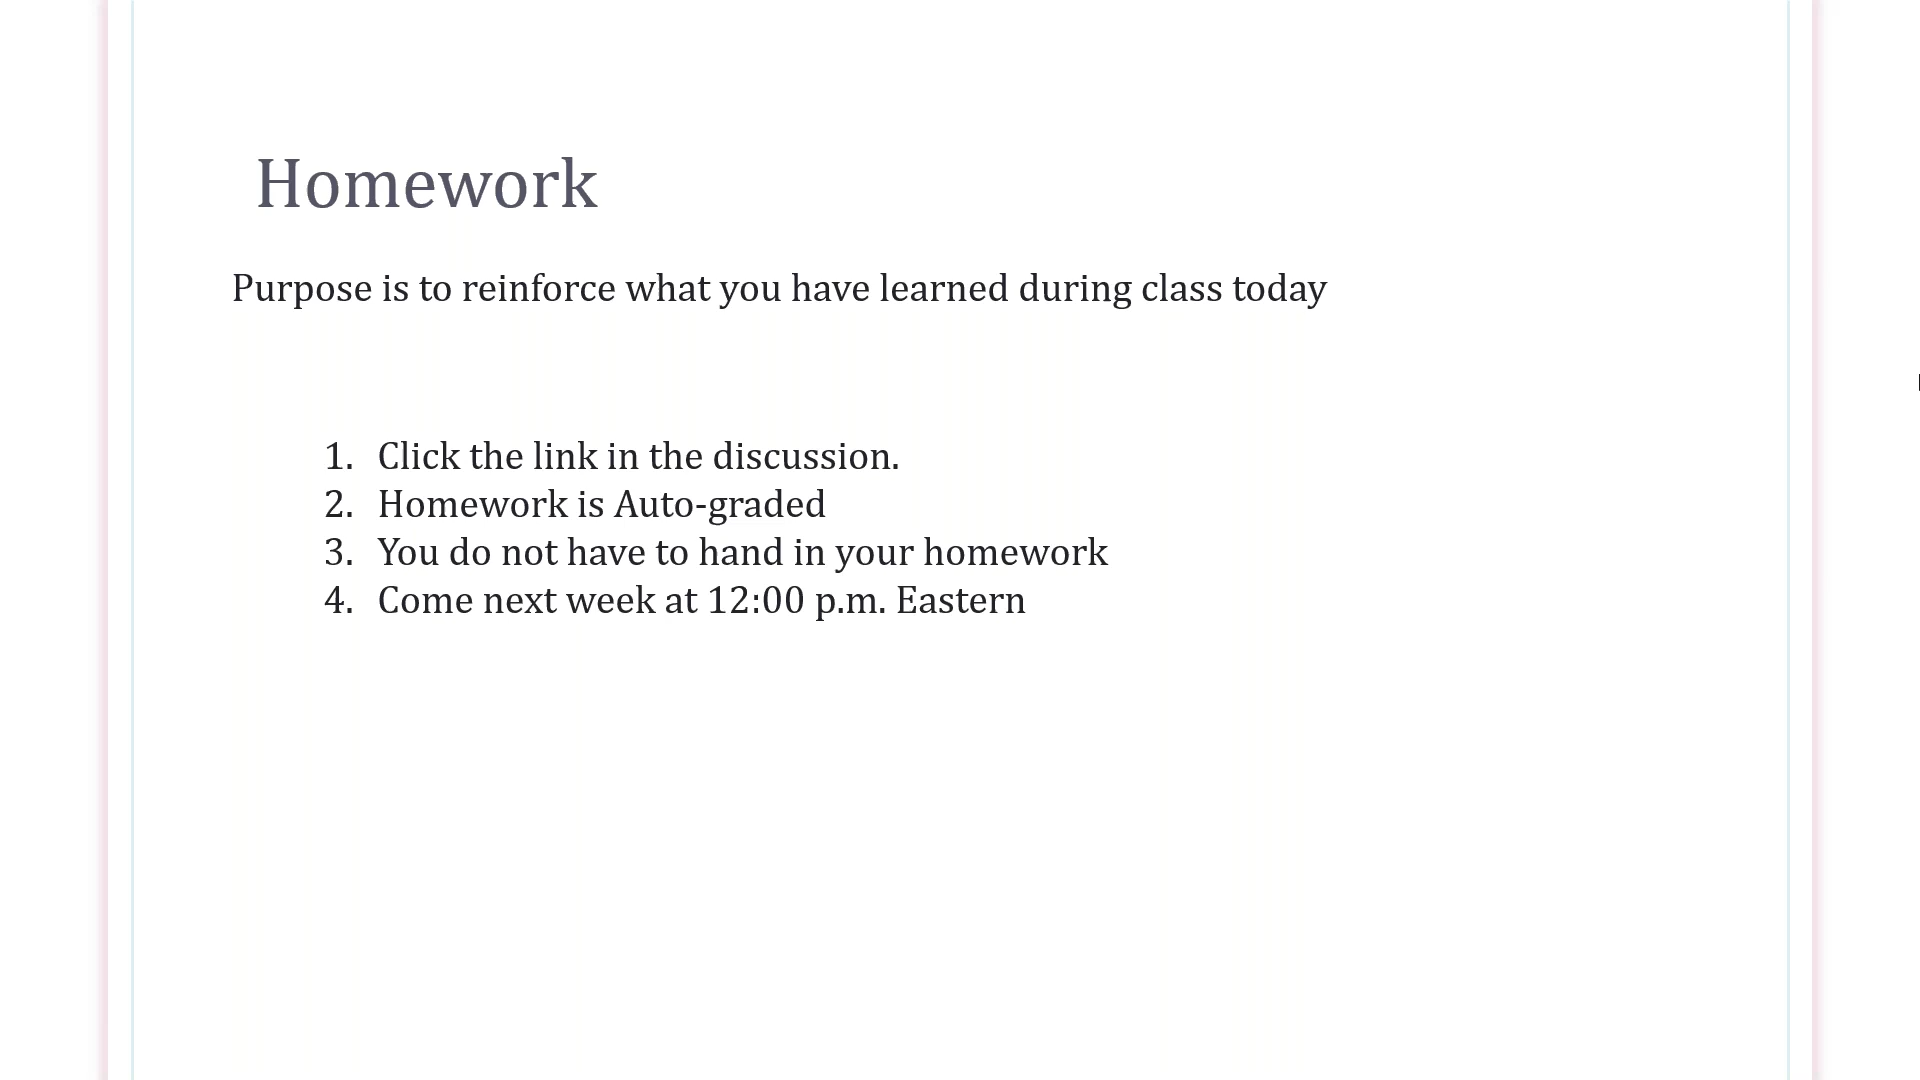 Homework
Purpose is to reinforce what you have learned during class today
1. Click the link in the discussion.
2. Homework is Auto-graded
3. You do not have to hand in your homework
4. Come next week at 12:00 p.m. Eastern